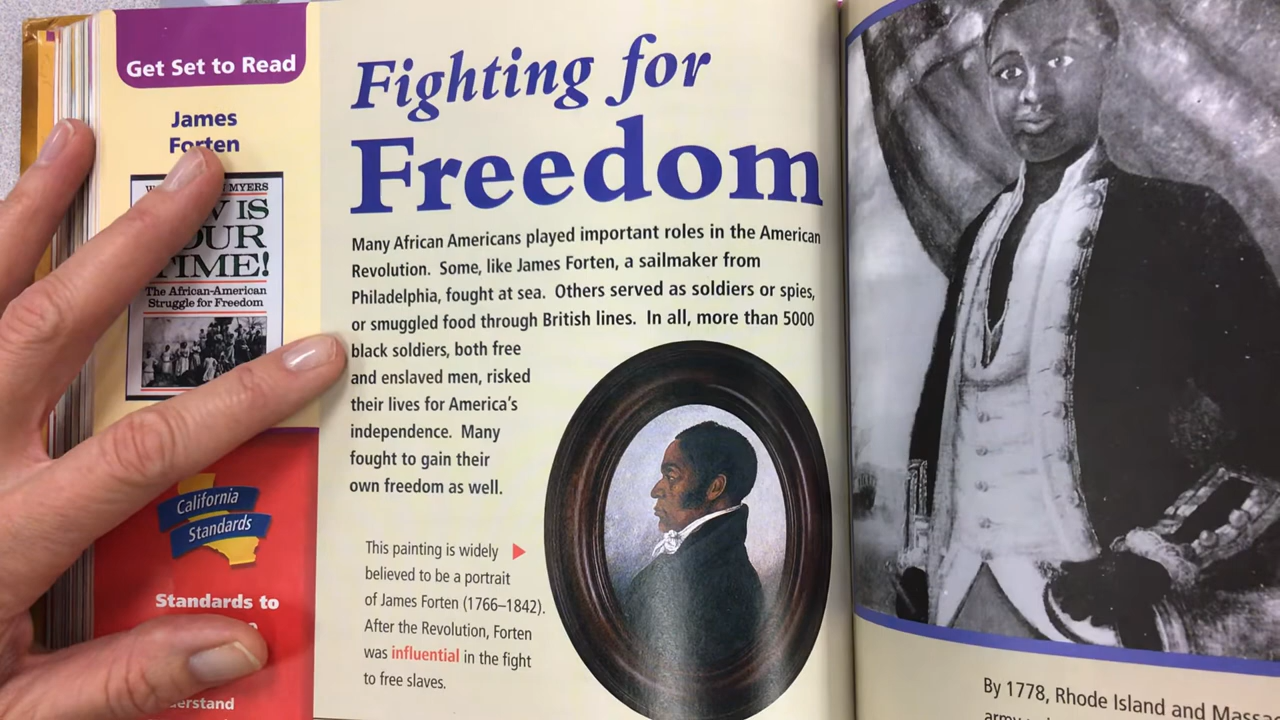 Get Set to Read
James
Forten
MYERS
IS
TIME!
The African-American
Struggle for Freedom
California
Standards
Standards to
Fighting for
Freedom
Many African Americans played important roles in the American
Revolution. Some, like James Forten, a sailmaker from
Philadelphia, fought at sea. Others served as soldiers or spies,
or smuggled food through British lines. In all, more than 5000
black soldiers, both free
and enslaved men, risked
their lives for America's
independence. Many
fought to gain their
own freedom as well.
This painting is widely
believed to be a portrait
of James Forten (1766–1842).
After the Revolution, Forten
was influential in the fight
to free slaves.
By 1778, Rhode Island and